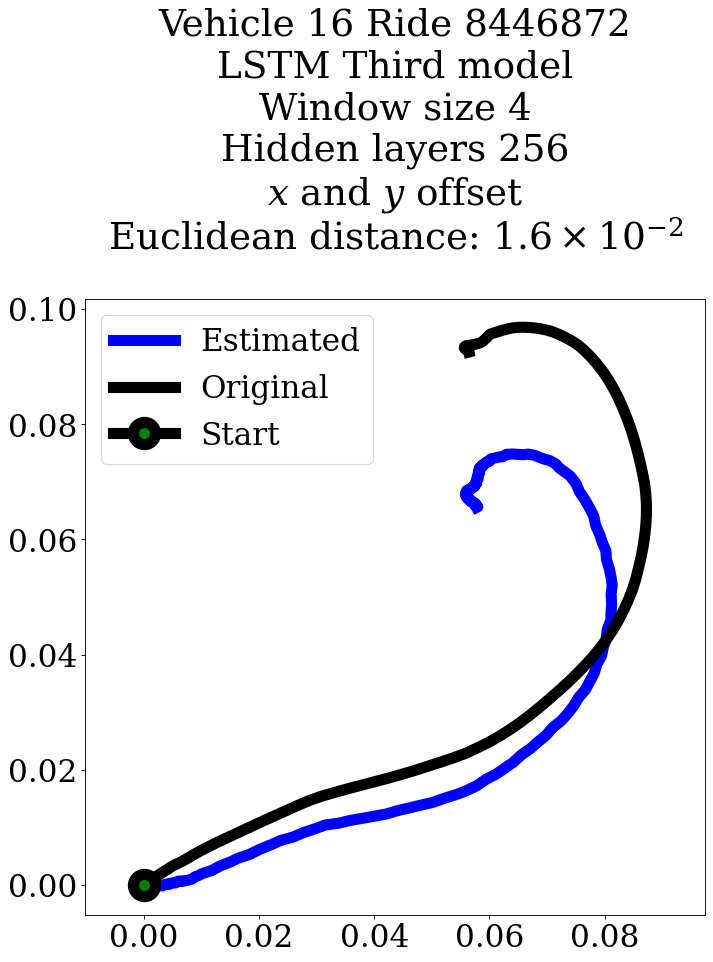 Vehicle 16 Ride 8446872
LSTM Third model
Window size 4
Hidden layers 256
x and y offset
Euclidean distance: 1.6 × 10⁻²
0.10
0.08
0.06
0.04
0.02
0.00
Estimated
Original
Start
0.00 0.02 0.04 0.06 0.08